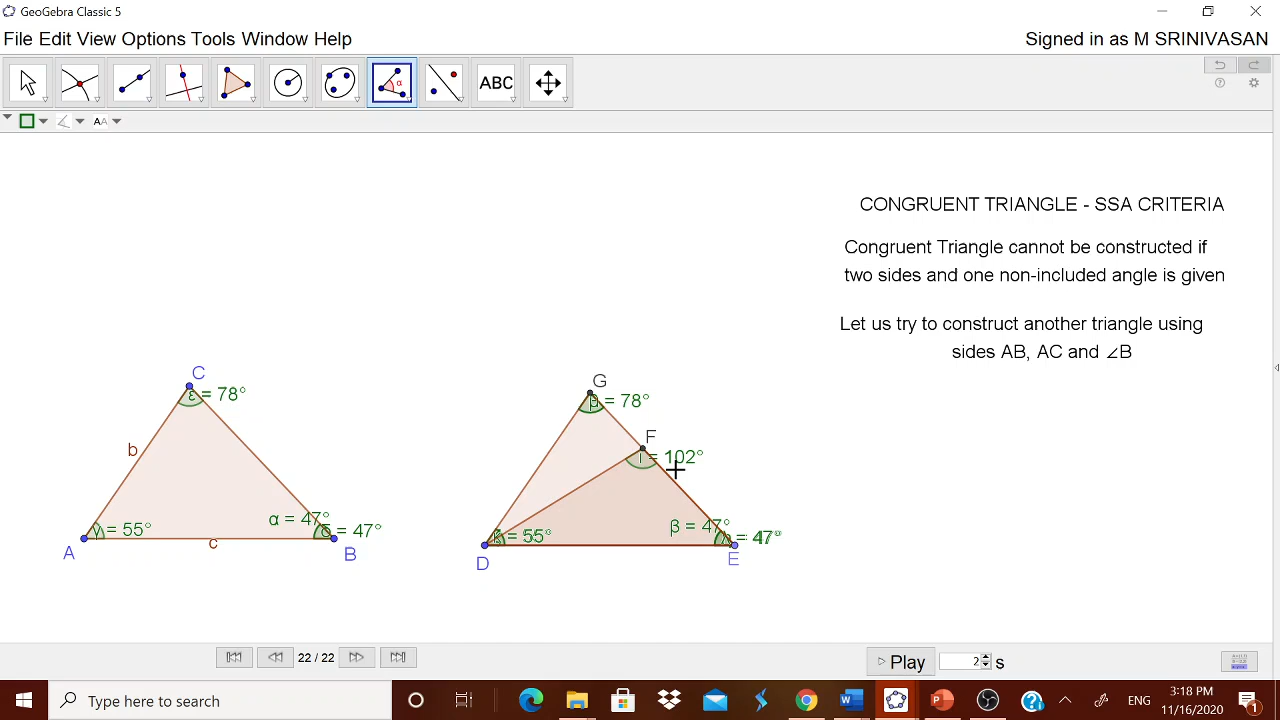 GeoGebra Classic 5
File Edit View Options Tools Window Help
Signed in as M SRINIVASAN
ABC
AA
CONGRUENT TRIANGLE - SSA CRITERIA
Congruent Triangle cannot be constructed if
two sides and one non-included angle is given
Let us try to construct another triangle using
sides AB, AC and ∠B
C
ε = 78°
b
γ = 55°
α = 47°
δ = 47°
A
c
B
G
= 78°
F
= 102°
= 55°
β = 47°
= 47°
D
E
22 / 22
Play
2
s
Type here to search
ENG
3:18 PM
11/16/2020
1